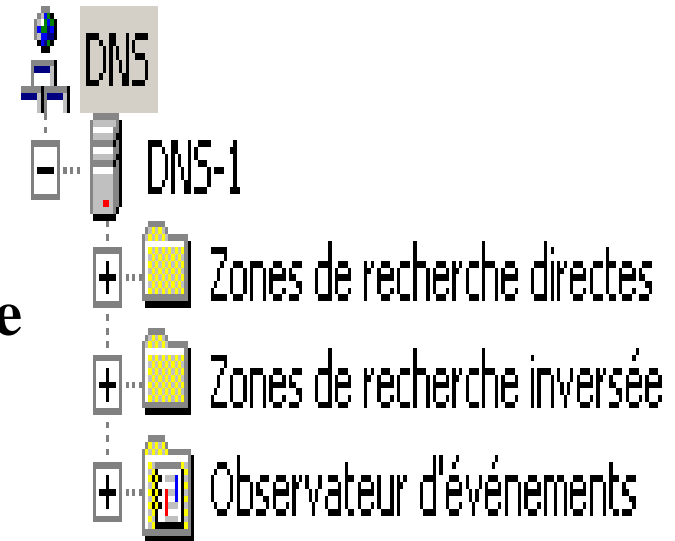 DNS
DNS-1
Zones de recherche directes
e
Zones de recherche inversée
Observateur d'événements